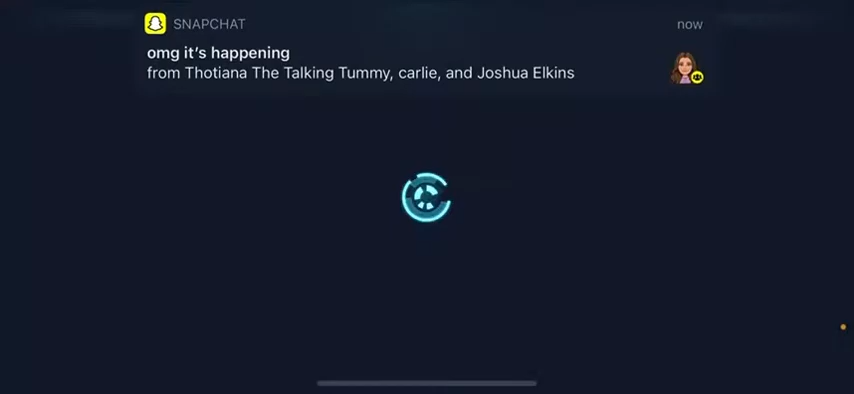 SNAPCHAT
now
omg it's happening
from Thotiana The Talking Tummy, carlie, and Joshua Elkins